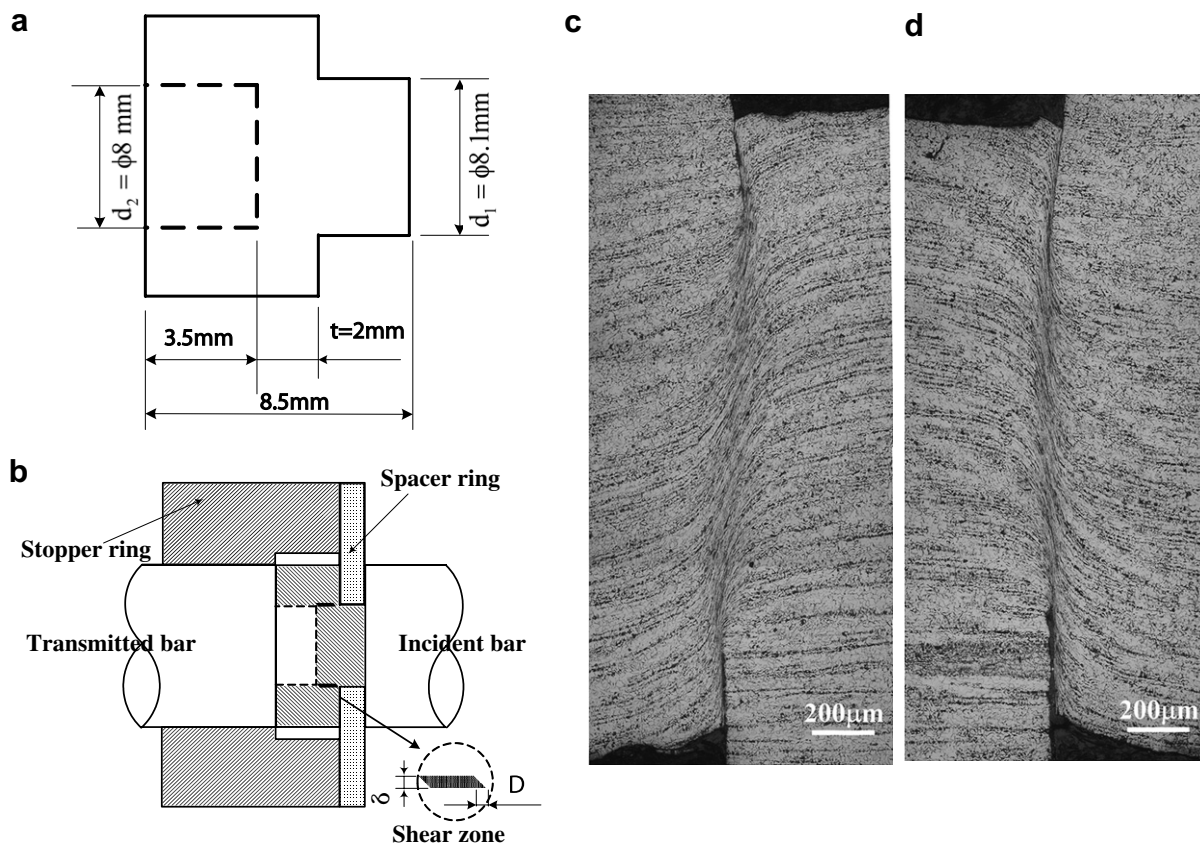 a
d₂ = ϕ8 mm
d₁ = ϕ8.1mm
3.5mm
t=2mm
8.5mm
b
Spacer ring
Stopper ring
Transmitted bar
Incident bar
δ
D
Shear zone
c
200μm
d
200μm